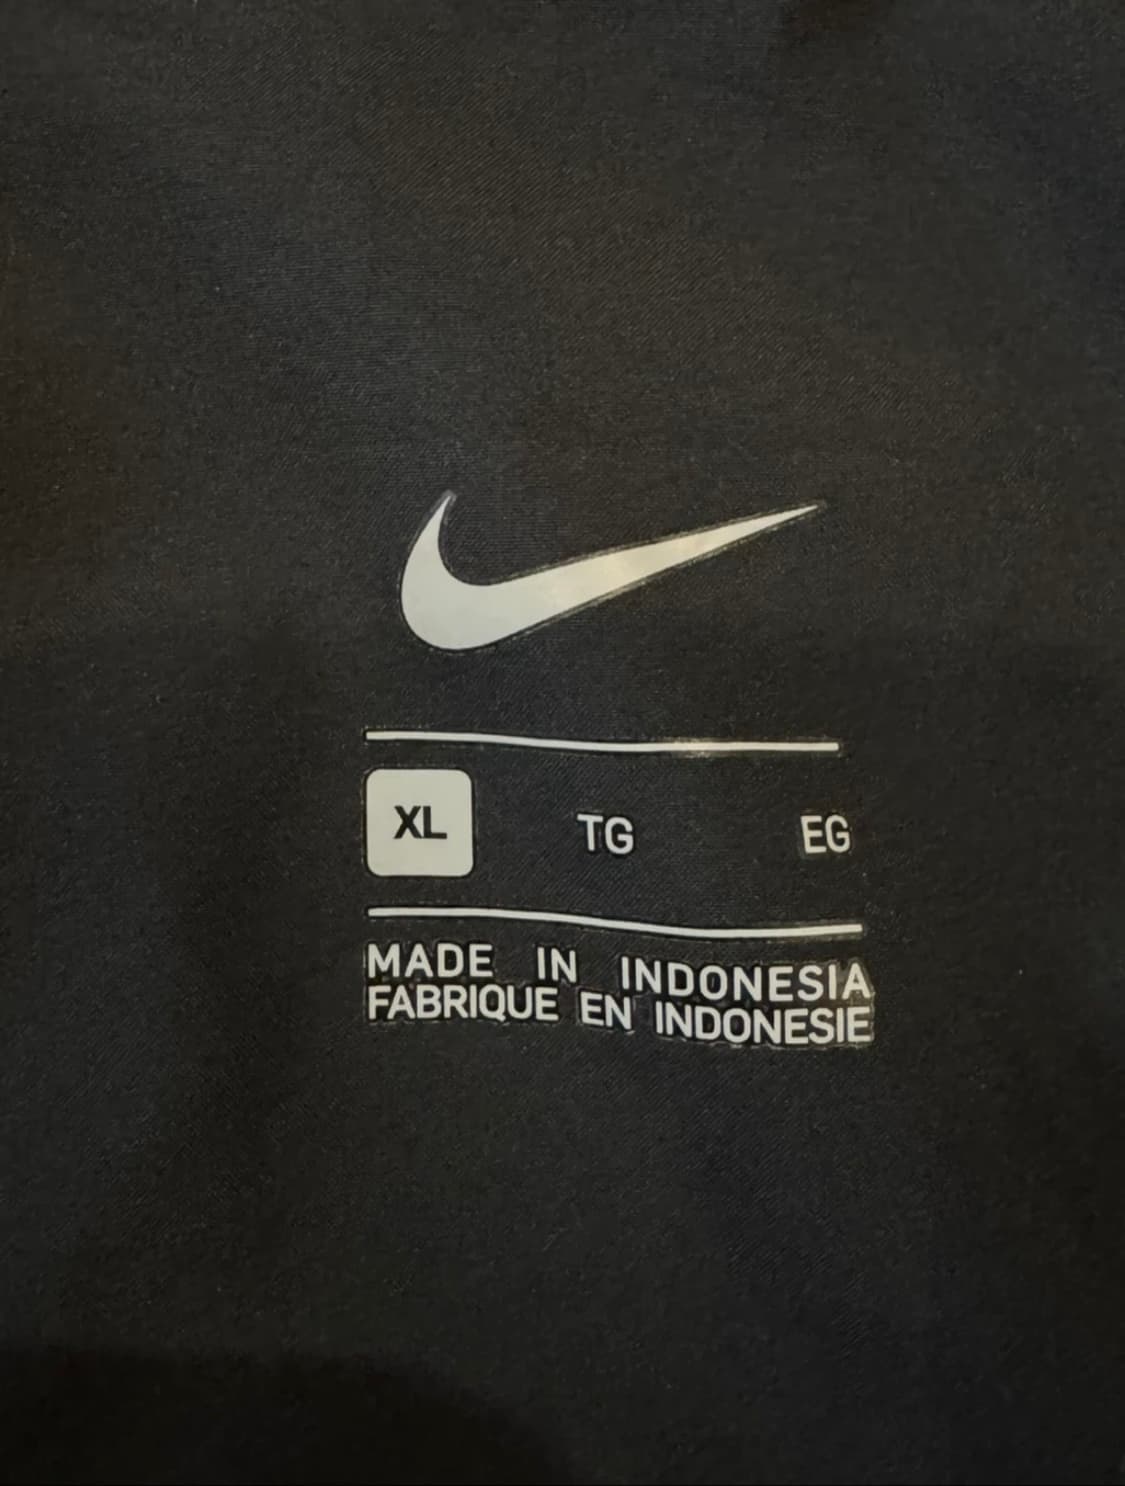 XL TG EG
MADE IN INDONESIA
FABRIQUE EN INDONESIE